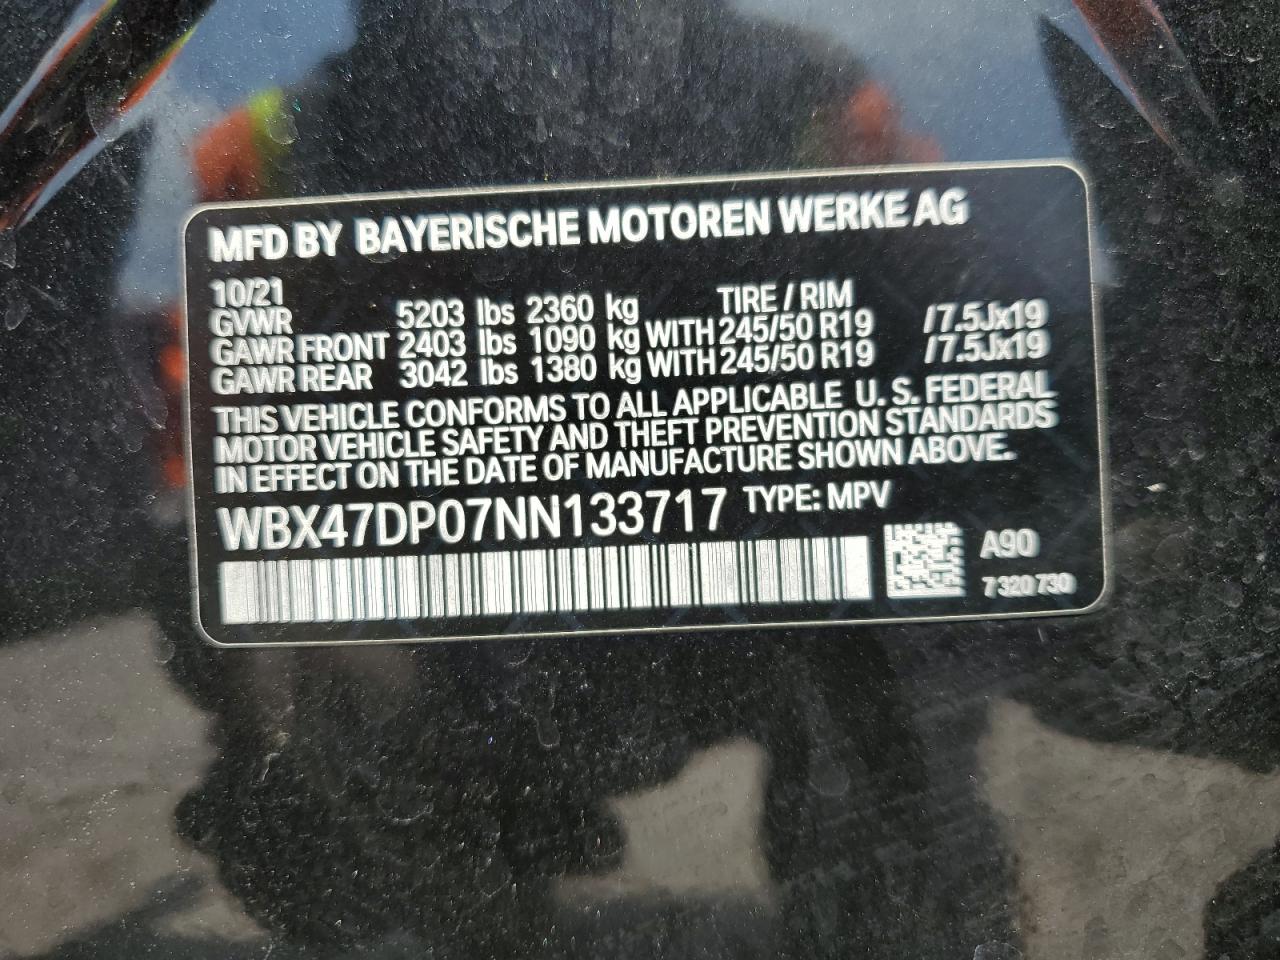 MFD BY BAYERISCHE MOTOREN WERKE AG
10/21 TIRE / RIM
GVWR 5203 lbs 2360 kg
GAWR FRONT 2403 lbs 1090 kg WITH 245/50 R19 /7.5Jx19
GAWR REAR 3042 lbs 1380 kg WITH 245/50 R19 /7.5Jx19
THIS VEHICLE CONFORMS TO ALL APPLICABLE U. S. FEDERAL
MOTOR VEHICLE SAFETY AND THEFT PREVENTION STANDARDS
IN EFFECT ON THE DATE OF MANUFACTURE SHOWN ABOVE.
WBX47DP07NN133717 TYPE: MPV
A90
7 320 730